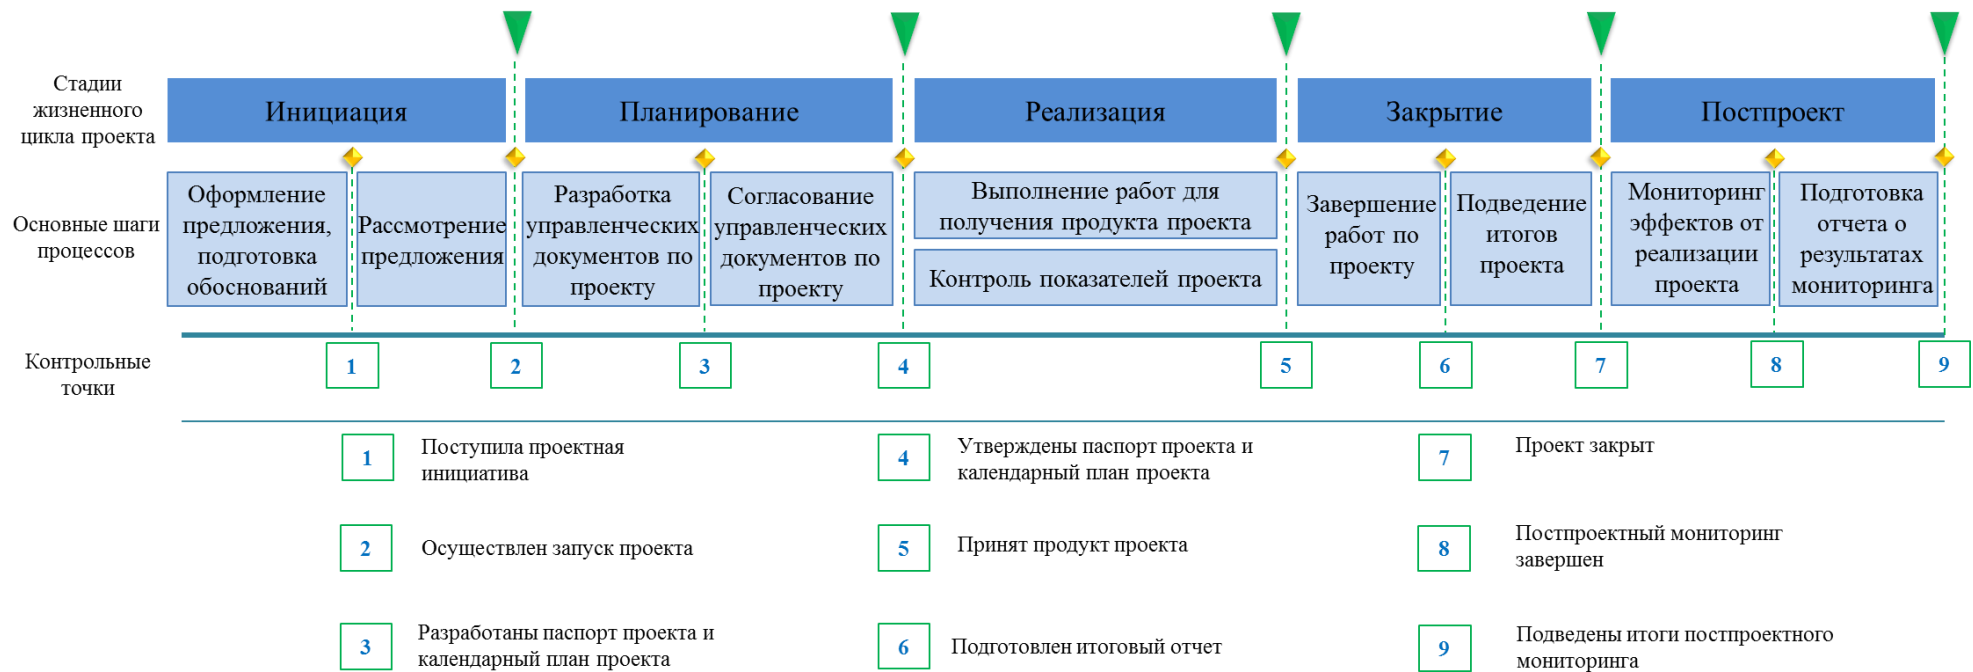 Стадии
жизненного
цикла проекта
Инициация
Планирование
Реализация
Закрытие
Постпроект
Основные шаги
процессов
Оформление
предложения,
подготовка
обоснований
Рассмотрение
предложения
Разработка
управленческих
документов по
проекту
Согласование
управленческих
документов по
проекту
Выполнение работ для
получения продукта проекта
Контроль показателей проекта
Завершение
работ по
проекту
Подведение
итогов
проекта
Мониторинг
эффектов от
реализации
проекта
Подготовка
отчета о
результатах
мониторинга
Контрольные
точки
1
2
3
4
5
6
7
8
9
1
Поступила проектная
инициатива
2
Осуществлен запуск проекта
3
Разработаны паспорт проекта и
календарный план проекта
4
Утверждены паспорт проекта и
календарный план проекта
5
Принят продукт проекта
6
Подготовлен итоговый отчет
7
Проект закрыт
8
Постпроектный мониторинг
завершен
9
Подведены итоги постпроектного
мониторинга